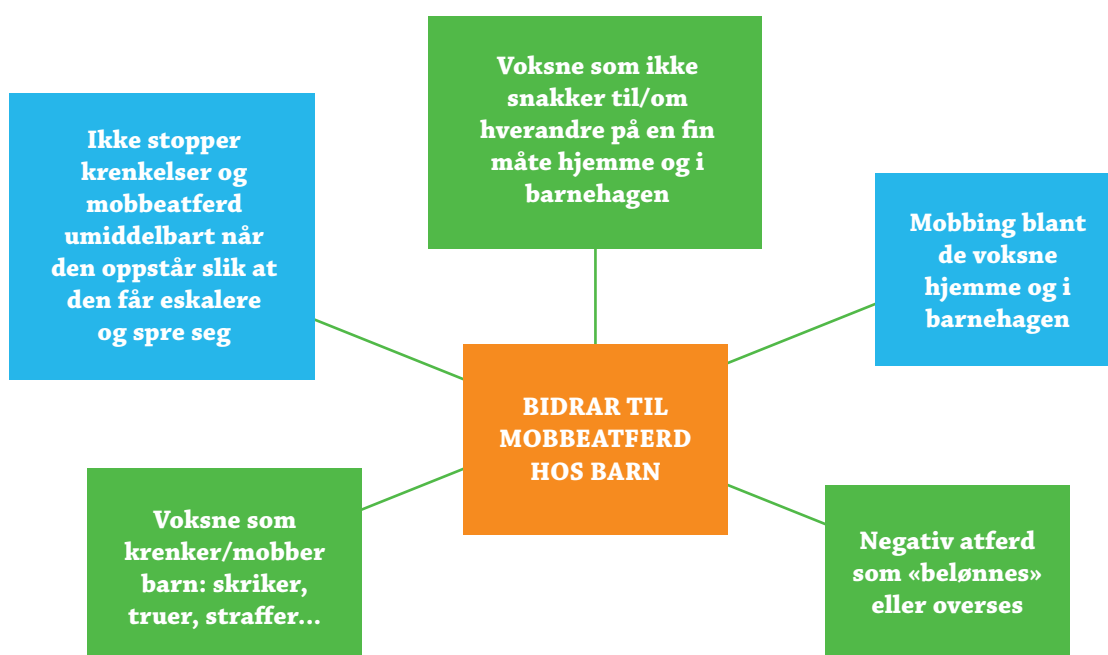 Voksne som ikke
snakker til/om
hverandre på en fin
måte hjemme og i
barnehagen
Ikke stopper
krenkelser og
mobbeatferd
umiddelbart når
den oppstår slik at
den får eskalere
og spre seg
Mobbing blant
de voksne
hjemme og i
barnehagen
BIDRAR TIL
MOBBEATFERD
HOS BARN
Voksne som
krenker/mobber
barn: skriker,
truer, straffer...
Negativ atferd
som «belønnes»
eller overses